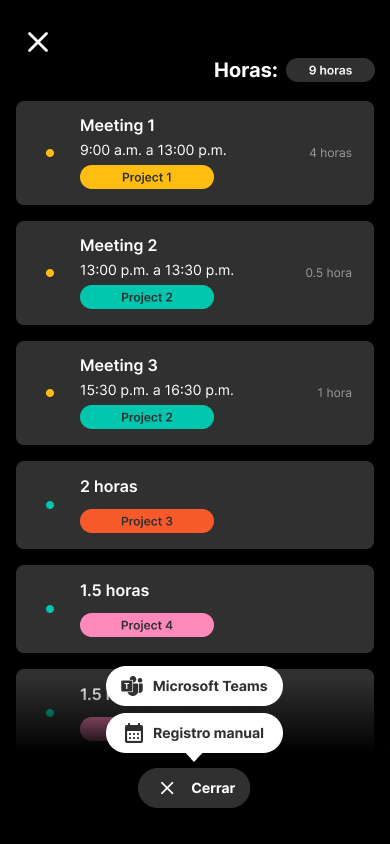 Horas: 9 horas
Meeting 1
9:00 a.m. a 13:00 p.m.
4 horas
Project 1
Meeting 2
13:00 p.m. a 13:30 p.m.
0.5 hora
Project 2
Meeting 3
15:30 p.m. a 16:30 p.m.
1 hora
Project 2
2 horas
Project 3
1.5 horas
Project 4
1.5
Microsoft Teams
Registro manual
Cerrar